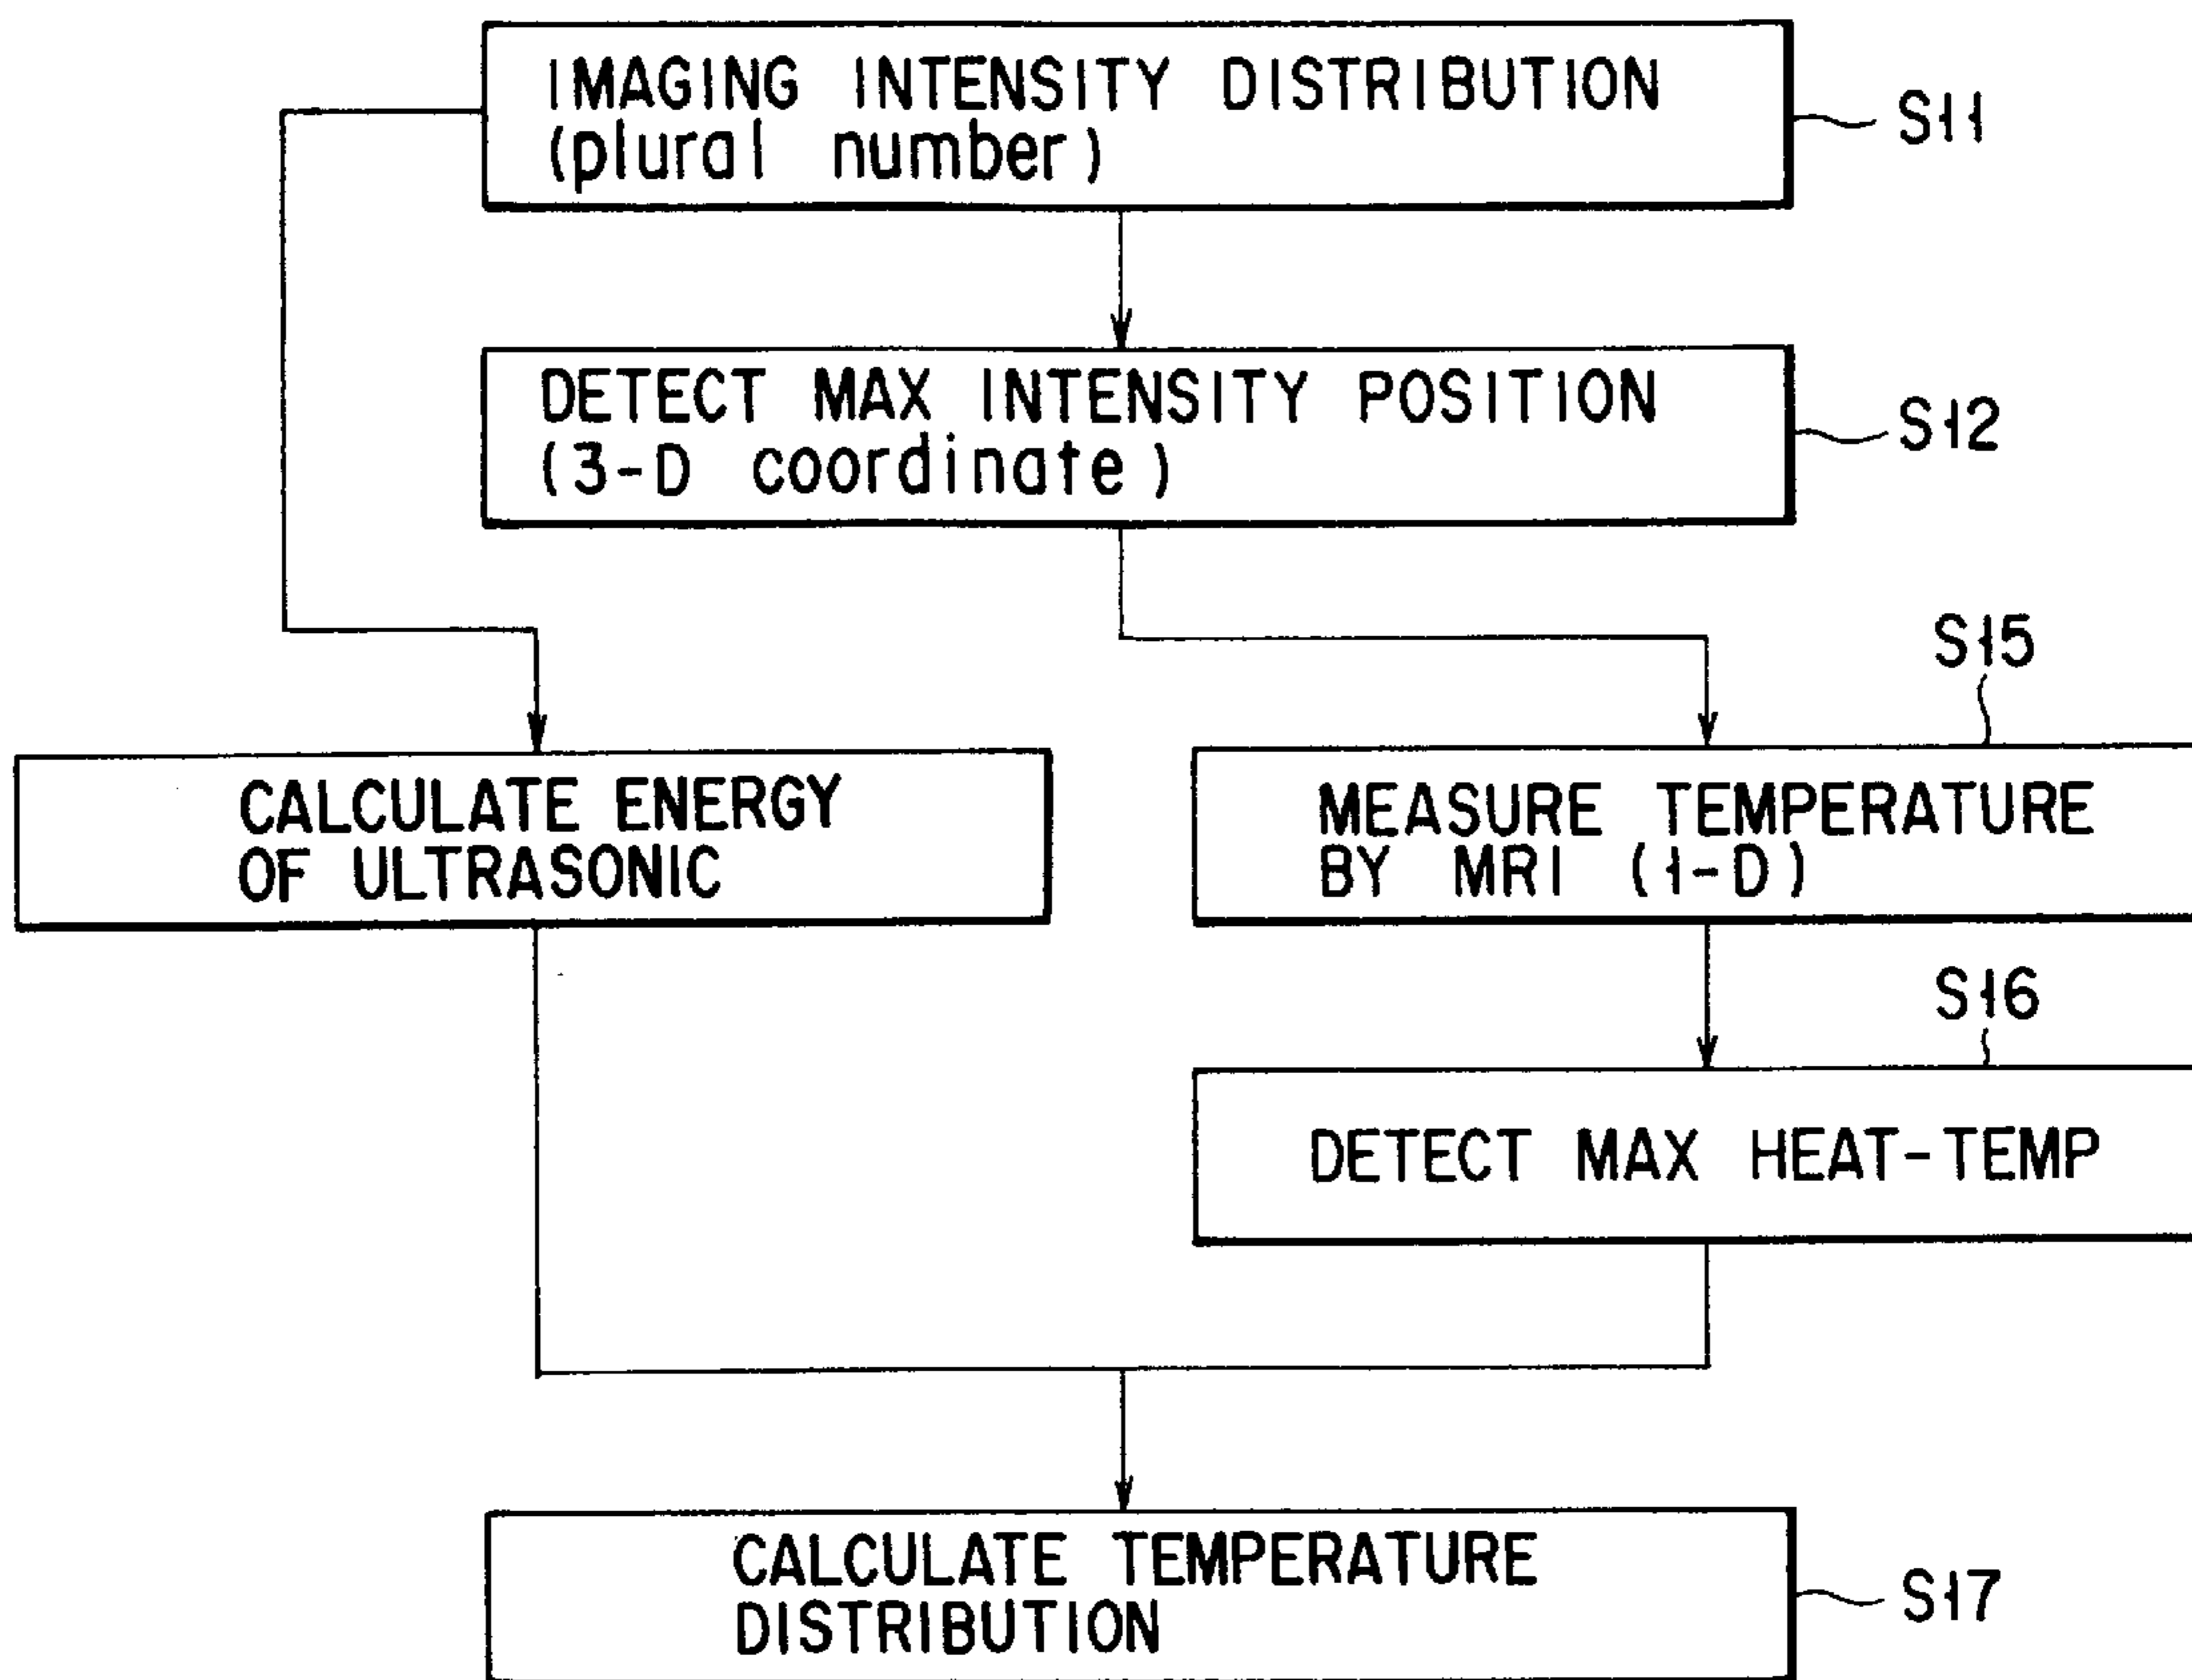 IMAGING INTENSITY DISTRIBUTION
(plural number)
S11
DETECT MAX INTENSITY POSITION
(3-D coordinate)
S12
S15
CALCULATE ENERGY
OF ULTRASONIC
MEASURE TEMPERATURE
BY MRI (1-D)
S16
DETECT MAX HEAT-TEMP
CALCULATE TEMPERATURE
DISTRIBUTION
S17